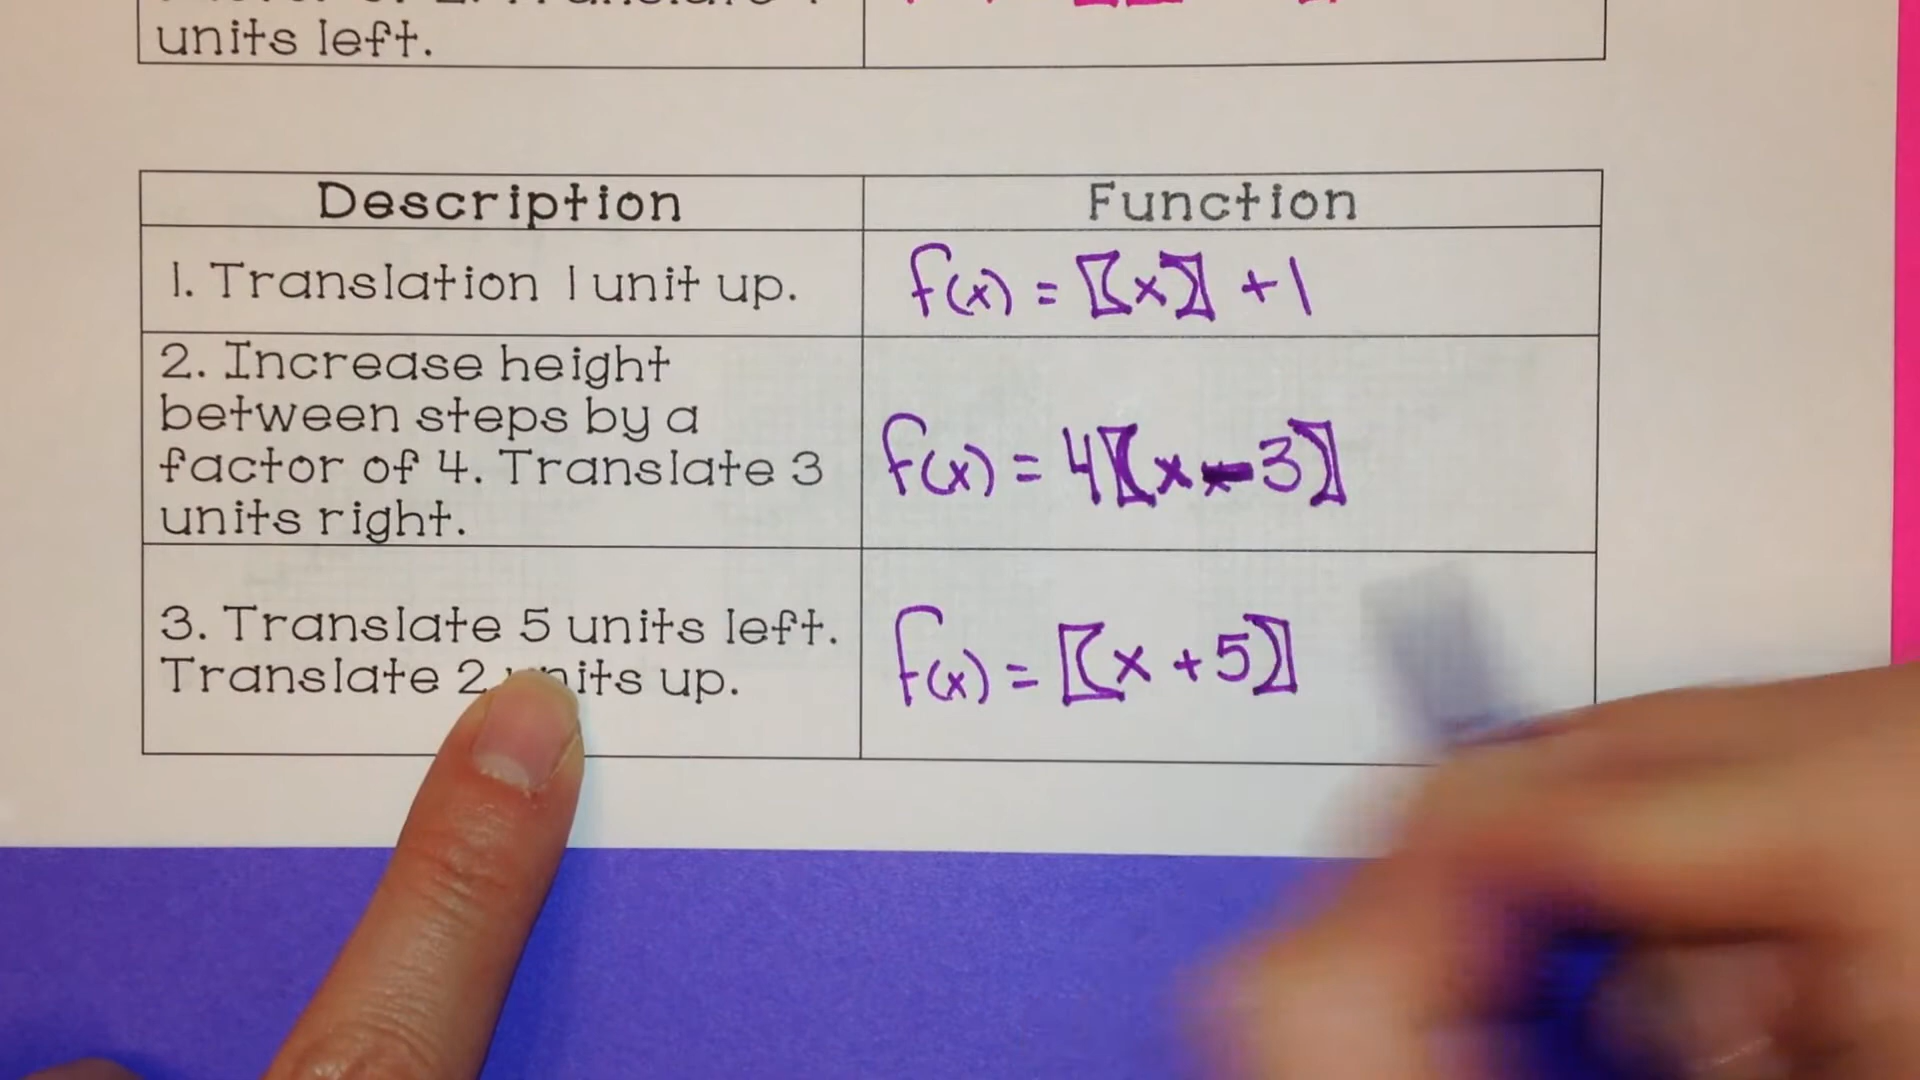 units left.
Description
Function
1. Translation 1 unit up.
f(x) = ⟦x⟧ + 1
2. Increase height
between steps by a
factor of 4. Translate 3
units right.
f(x) = 4⟦x - 3⟧
3. Translate 5 units left.
Translate 2 units up.
f(x) = ⟦x + 5⟧